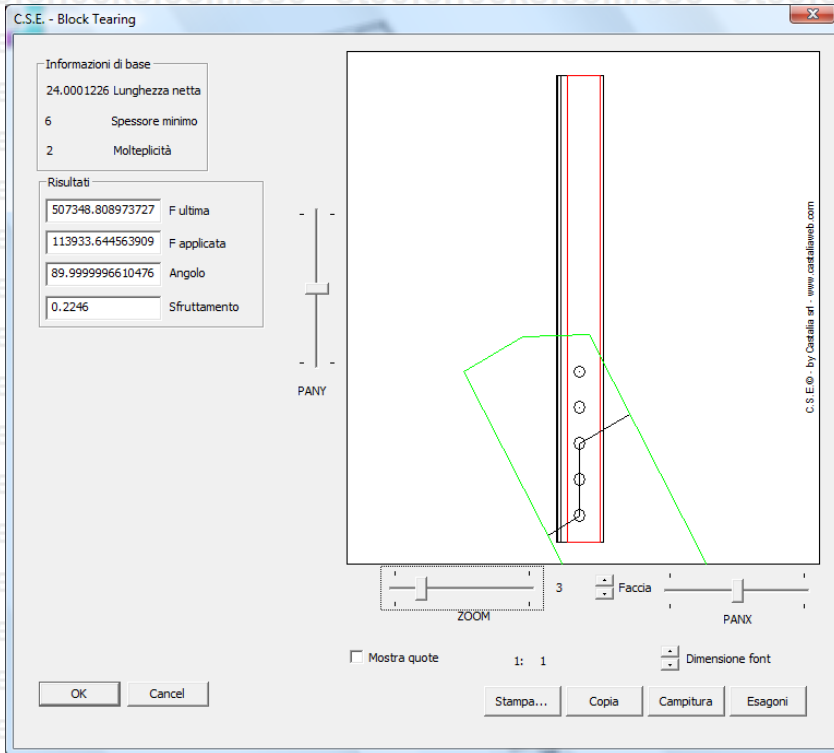 C.S.E. - Block Tearing
Informazioni di base
24.0001226 Lunghezza netta
6 Spessore minimo
2 Molteplicità
Risultati
507348.808973727 F ultima
113933.644563909 F applicata
89.9999996610476 Angolo
0.2246 Sfruttamento
PANY
C.S.E.© - by Castalia srl - www.castaliaweb.com
ZOOM
3 Faccia
PANX
Mostra quote
1: 1
Dimensione font
OK
Cancel
Stampa...
Copia
Campitura
Esagoni